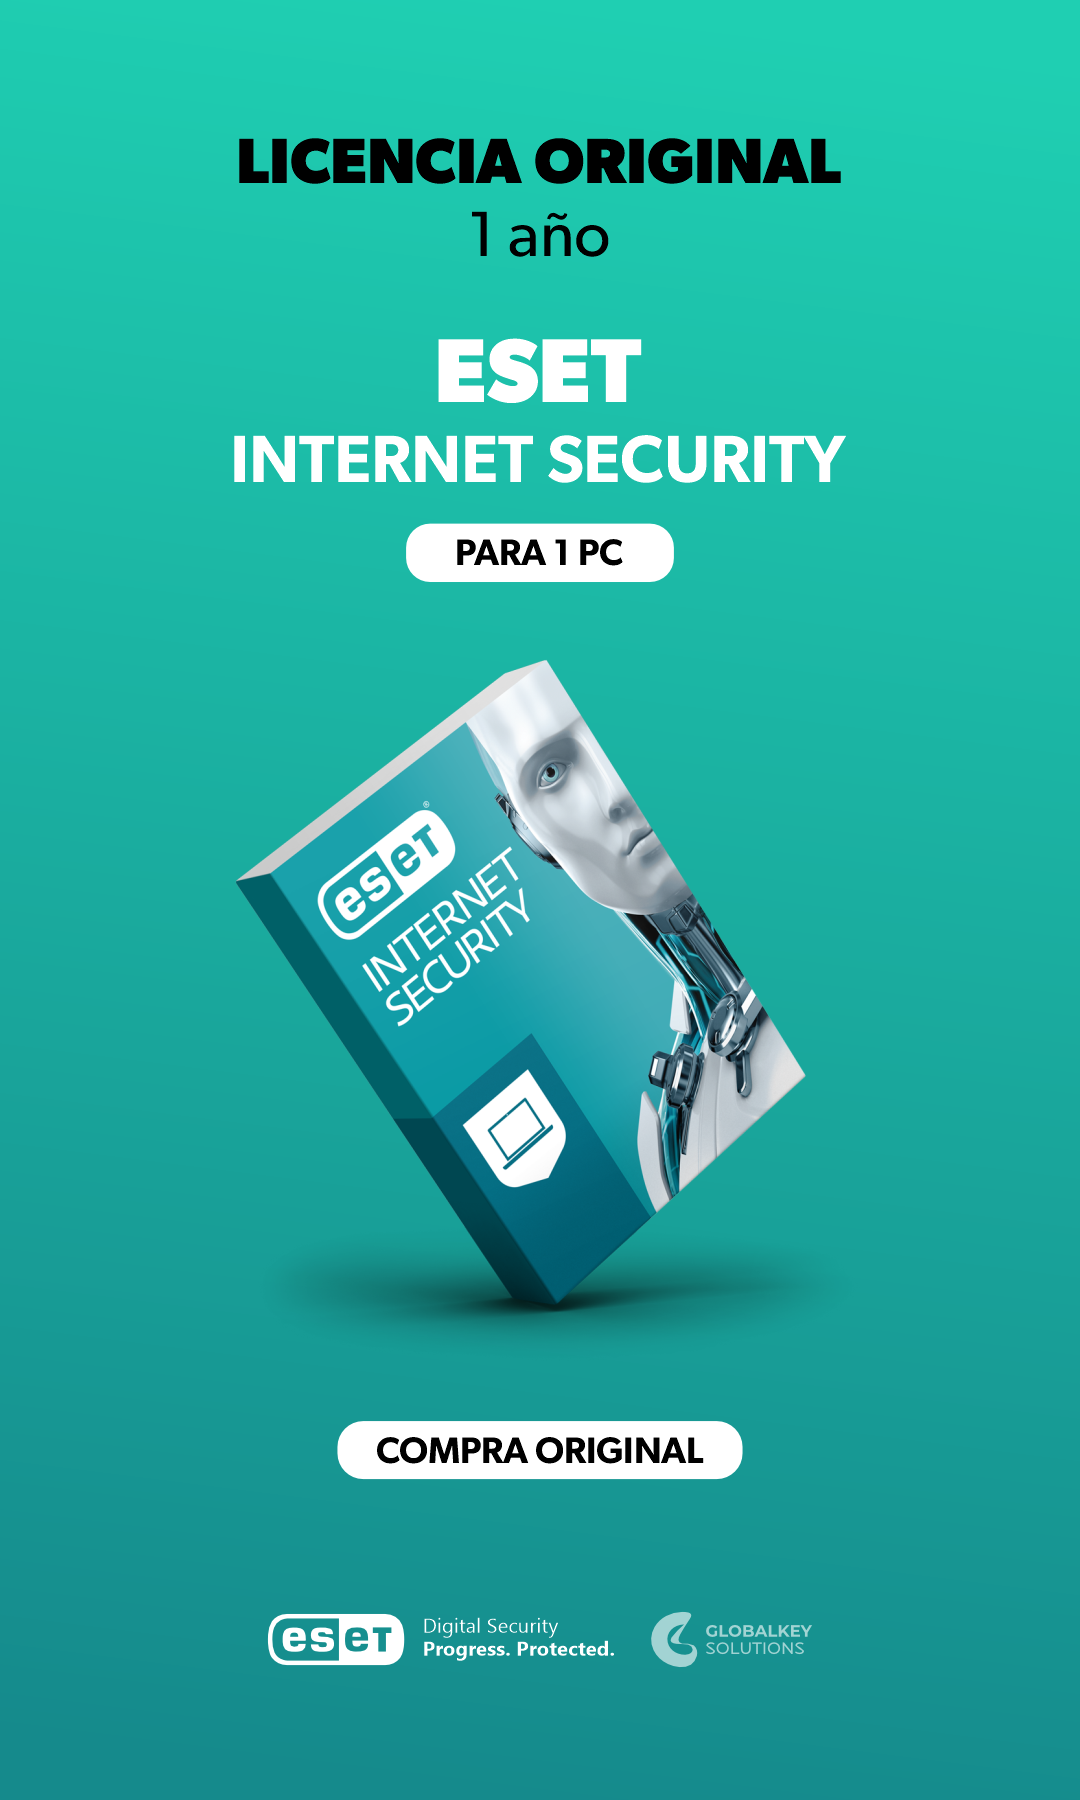 LICENCIA ORIGINAL
1 año
ESET
INTERNET SECURITY
PARA 1 PC
eseT®
INTERNET
SECURITY
COMPRA ORIGINAL
eseT
Digital Security
Progress. Protected.
GLOBALKEY
SOLUTIONS